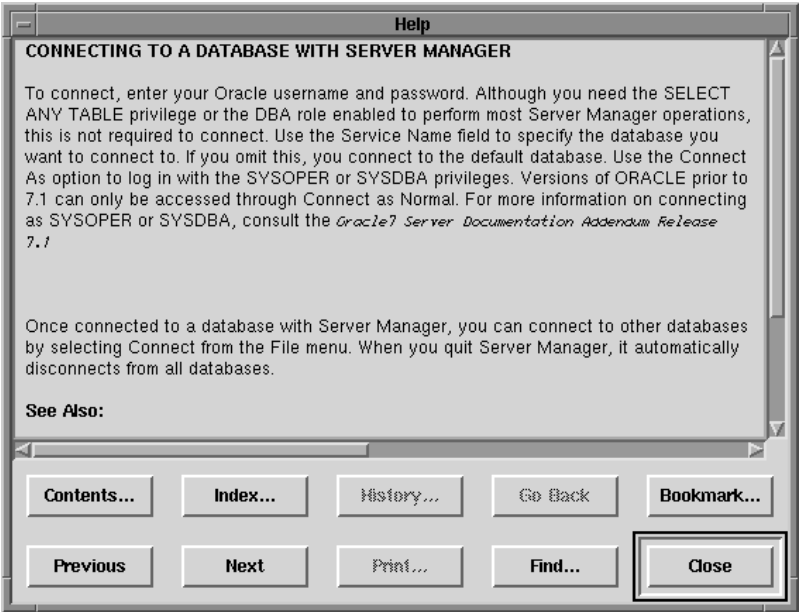 Help
CONNECTING TO A DATABASE WITH SERVER MANAGER
To connect, enter your Oracle username and password. Although you need the SELECT
ANY TABLE privilege or the DBA role enabled to perform most Server Manager operations,
this is not required to connect. Use the Service Name field to specify the database you
want to connect to. If you omit this, you connect to the default database. Use the Connect
As option to log in with the SYSOPER or SYSDBA privileges. Versions of ORACLE prior to
7.1 can only be accessed through Connect as Normal. For more information on connecting
as SYSOPER or SYSDBA, consult the Oracle7 Server Documentation Addendum Release
7.1
Once connected to a database with Server Manager, you can connect to other databases
by selecting Connect from the File menu. When you quit Server Manager, it automatically
disconnects from all databases.
See Also:
Contents... Index... History... Go Back Bookmark...
Previous Next Print... Find... Close